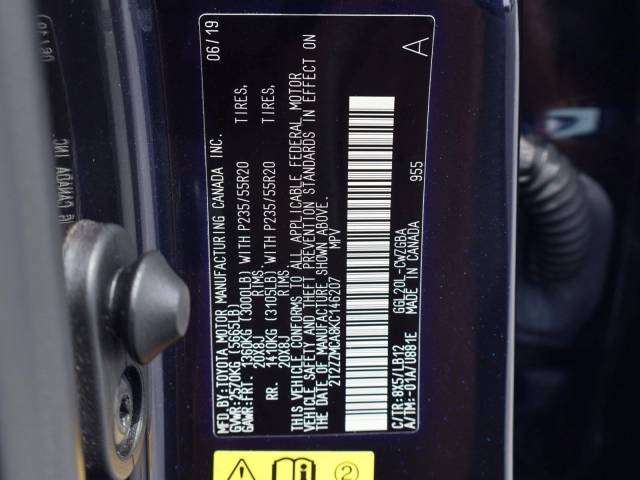 MFD.BY:TOYOTA MOTOR MANUFACTURING CANADA INC. 06/19
GVWR:2570KG (5665LB)
GAWR:FRT. 1360KG (3000LB) WITH P235/55R20 TIRES,
20X8J RIMS
RR. 1410KG (3105LB) WITH P235/55R20 TIRES,
20X8J RIMS
THIS VEHICLE CONFORMS TO ALL APPLICABLE FEDERAL MOTOR
VEHICLE SAFETY AND THEFT PREVENTION STANDARDS IN EFFECT ON
THE DATE OF MANUFACTURE SHOWN ABOVE.
2T2ZZMCA8KC146207 MPV
A
955
C/TR:8X5/LB12 GGL20L-CWZGBA
A/TM:-01A/U881E MADE IN CANADA
2